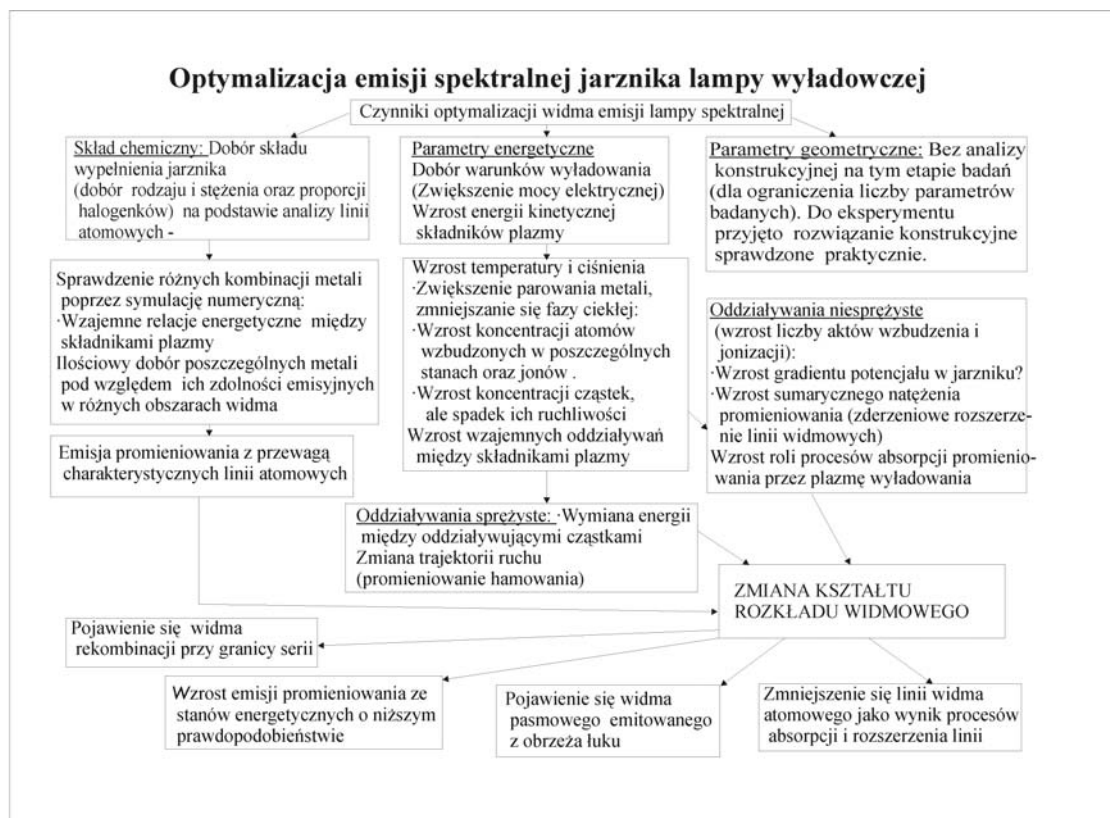 Optymalizacja emisji spektralnej jarznika lampy wyładowczej
Czynniki optymalizacji widma emisji lampy spektralnej
Skład chemiczny: Dobór składu
wypełnienia jarznika
(dobór rodzaju i stężenia oraz proporcji
halogenków) na podstawie analizy linii
atomowych -
Parametry energetyczne
Dobór warunków wyładowania
(Zwiększenie mocy elektrycznej)
Wzrost energii kinetycznej
składników plazmy
Parametry geometryczne: Bez analizy
konstrukcyjnej na tym etapie badań
(dla ograniczenia liczby parametrów
badanych). Do eksperymentu
przyjęto rozwiązanie konstrukcyjne
sprawdzone praktycznie.
Sprawdzenie różnych kombinacji metali
poprzez symulację numeryczną:
·Wzajemne relacje energetyczne między
składnikami plazmy
Ilościowy dobór poszczególnych metali
pod względem ich zdolności emisyjnych
w różnych obszarach widma
Wzrost temperatury i ciśnienia
·Zwiększenie parowania metali,
zmniejszanie się fazy ciekłej:
·Wzrost koncentracji atomów
wzbudzonych w poszczególnych
stanach oraz jonów .
·Wzrost koncentracji cząstek,
ale spadek ich ruchliwości
Wzrost wzajemnych oddziaływań
między składnikami plazmy
Oddziaływania niesprężyste
(wzrost liczby aktów wzbudzenia i
jonizacji):
·Wzrost gradientu potencjału w jarzniku?
·Wzrost sumarycznego natężenia
promieniowania (zderzeniowe rozszerze-
nie linii widmowych)
Wzrost roli procesów absorpcji promienio-
wania przez plazmę wyładowania
Emisja promieniowania z przewagą
charakterystycznych linii atomowych
Oddziaływania sprężyste: ·Wymiana energii
między oddziaływującymi cząstkami
Zmiana trajektorii ruchu
(promieniowanie hamowania)
ZMIANA KSZTAŁTU
ROZKŁADU WIDMOWEGO
Pojawienie się widma
rekombinacji przy granicy serii
Wzrost emisji promieniowania ze
stanów energetycznych o niższym
prawdopodobieństwie
Pojawienie się widma
pasmowego emitowanego
z obrzeża łuku
Zmniejszenie się linii widma
atomowego jako wynik procesów
absorpcji i rozszerzenia linii